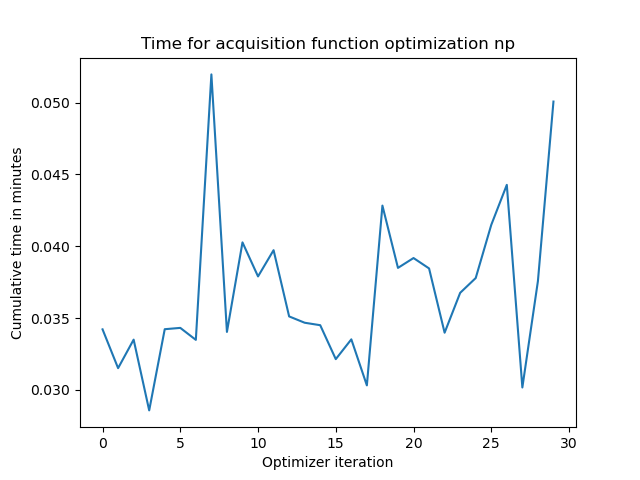 Time for acquisition function optimization np
Cumulative time in minutes
0.050
0.045
0.040
0.035
0.030
0 5 10 15 20 25 30
Optimizer iteration